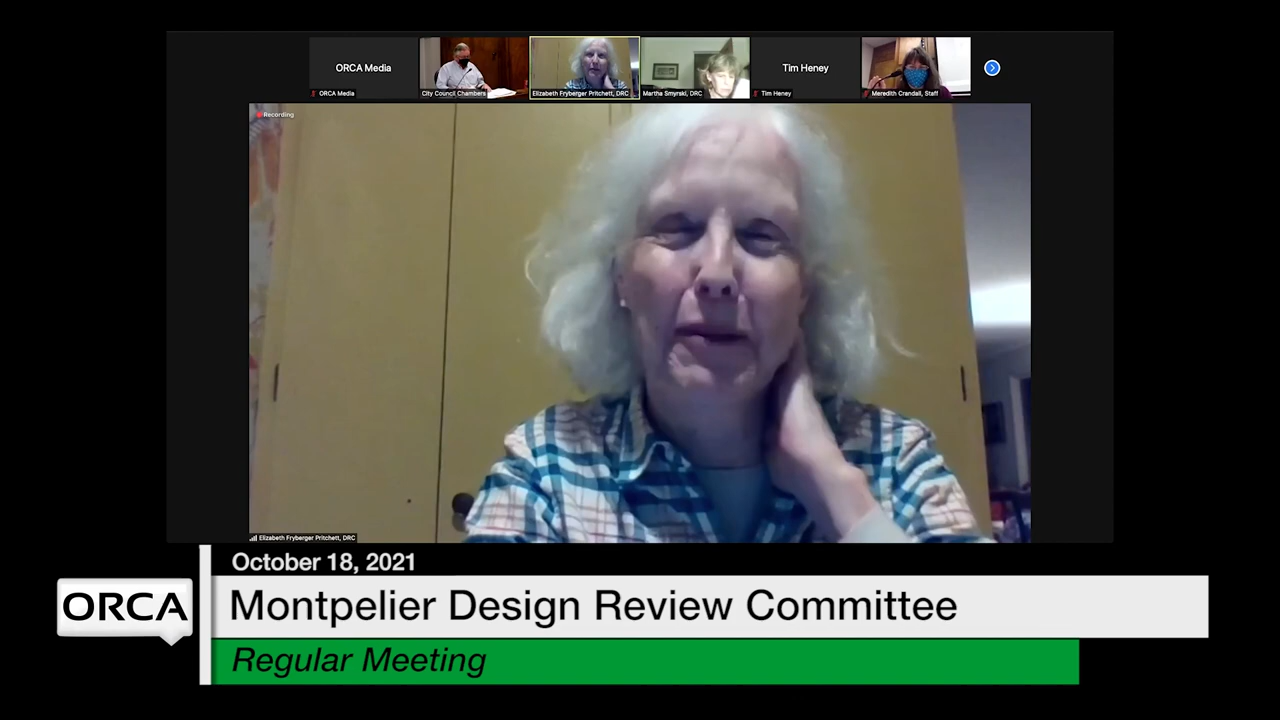 ORCA Media
Tim Heney
ORCA Media
City Council Chambers
Elizabeth Fryberger Pritchett, DRC
Martha Smyrski, DRC
Tim Heney
Meredith Crandall, Staff
Recording
Elizabeth Fryberger Pritchett, DRC
October 18, 2021
ORCA
Montpelier Design Review Committee
Regular Meeting